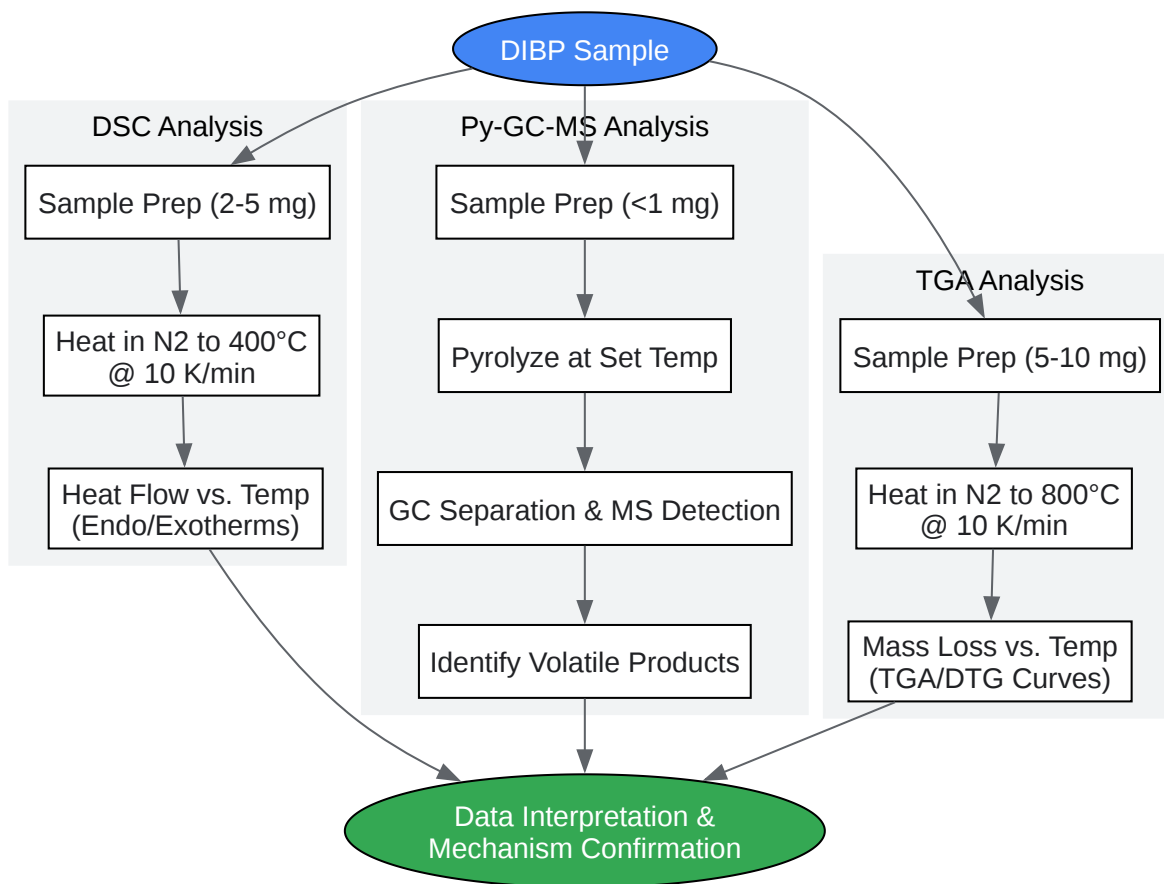 DIBP Sample
DSC Analysis
Sample Prep (2-5 mg)
Heat in N2 to 400°C
@ 10 K/min
Heat Flow vs. Temp
(Endo/Exotherms)
Py-GC-MS Analysis
Sample Prep (<1 mg)
Pyrolyze at Set Temp
GC Separation & MS Detection
Identify Volatile Products
TGA Analysis
Sample Prep (5-10 mg)
Heat in N2 to 800°C
@ 10 K/min
Mass Loss vs. Temp
(TGA/DTG Curves)
Data Interpretation &
Mechanism Confirmation